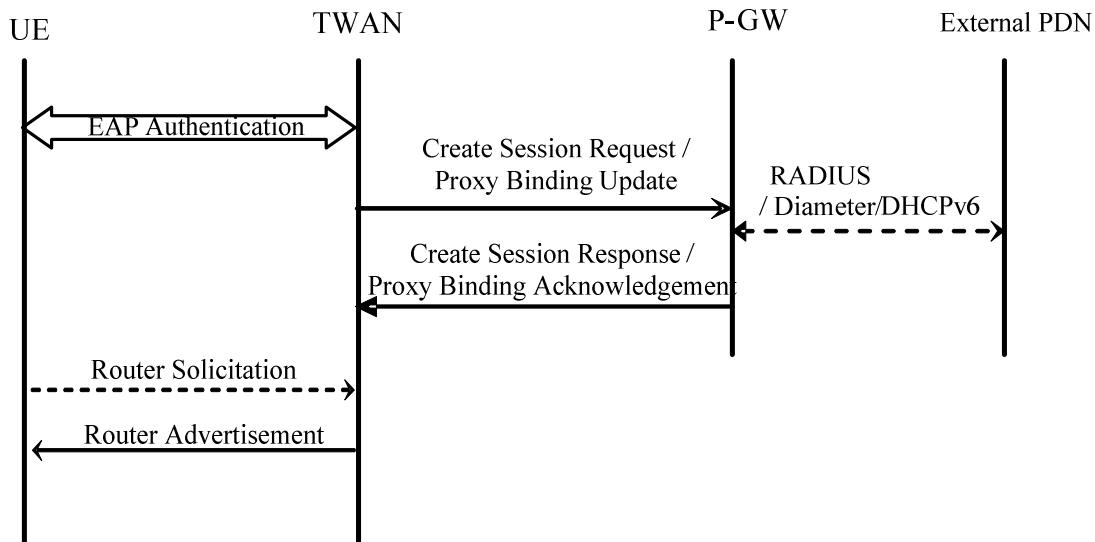 UE
TWAN
P-GW
External PDN
EAP Authentication
Create Session Request /
Proxy Binding Update
RADIUS
/ Diameter/DHCPv6
Create Session Response /
Proxy Binding Acknowledgement
Router Solicitation
Router Advertisement